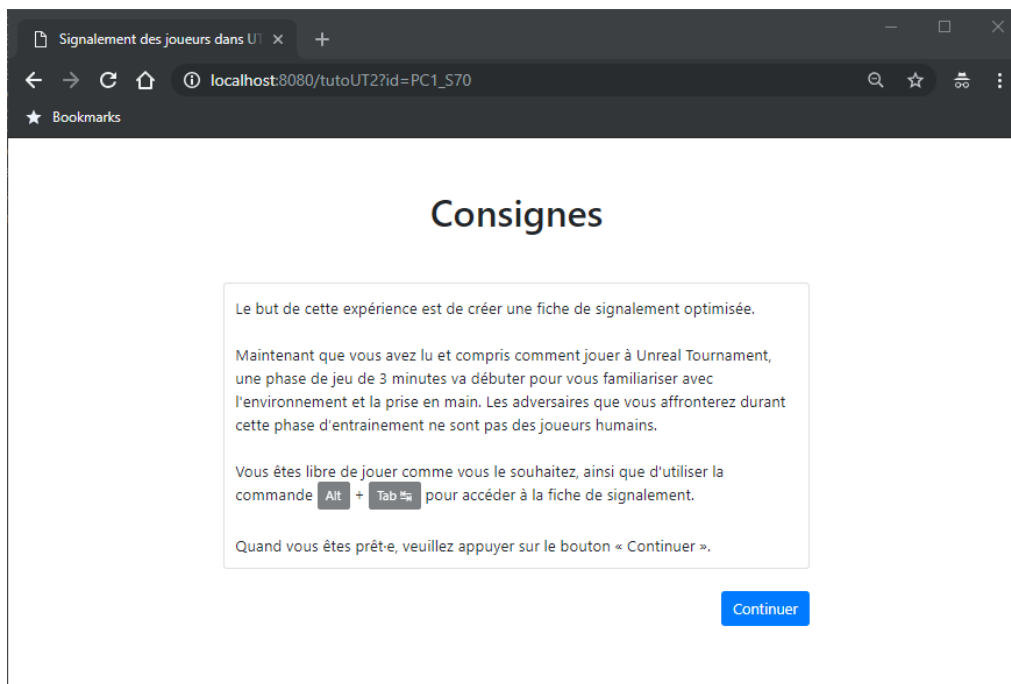 Signalement des joueurs dans UT
localhost:8080/tutoUT2?id=PC1_S70
Bookmarks
Consignes
Le but de cette expérience est de créer une fiche de signalement optimisée.
Maintenant que vous avez lu et compris comment jouer à Unreal Tournament,
une phase de jeu de 3 minutes va débuter pour vous familiariser avec
l'environnement et la prise en main. Les adversaires que vous affronterez durant
cette phase d'entrainement ne sont pas des joueurs humains.
Vous êtes libre de jouer comme vous le souhaitez, ainsi que d'utiliser la
commande Alt + Tab ↹ pour accéder à la fiche de signalement.
Quand vous êtes prêt·e, veuillez appuyer sur le bouton « Continuer ».
Continuer